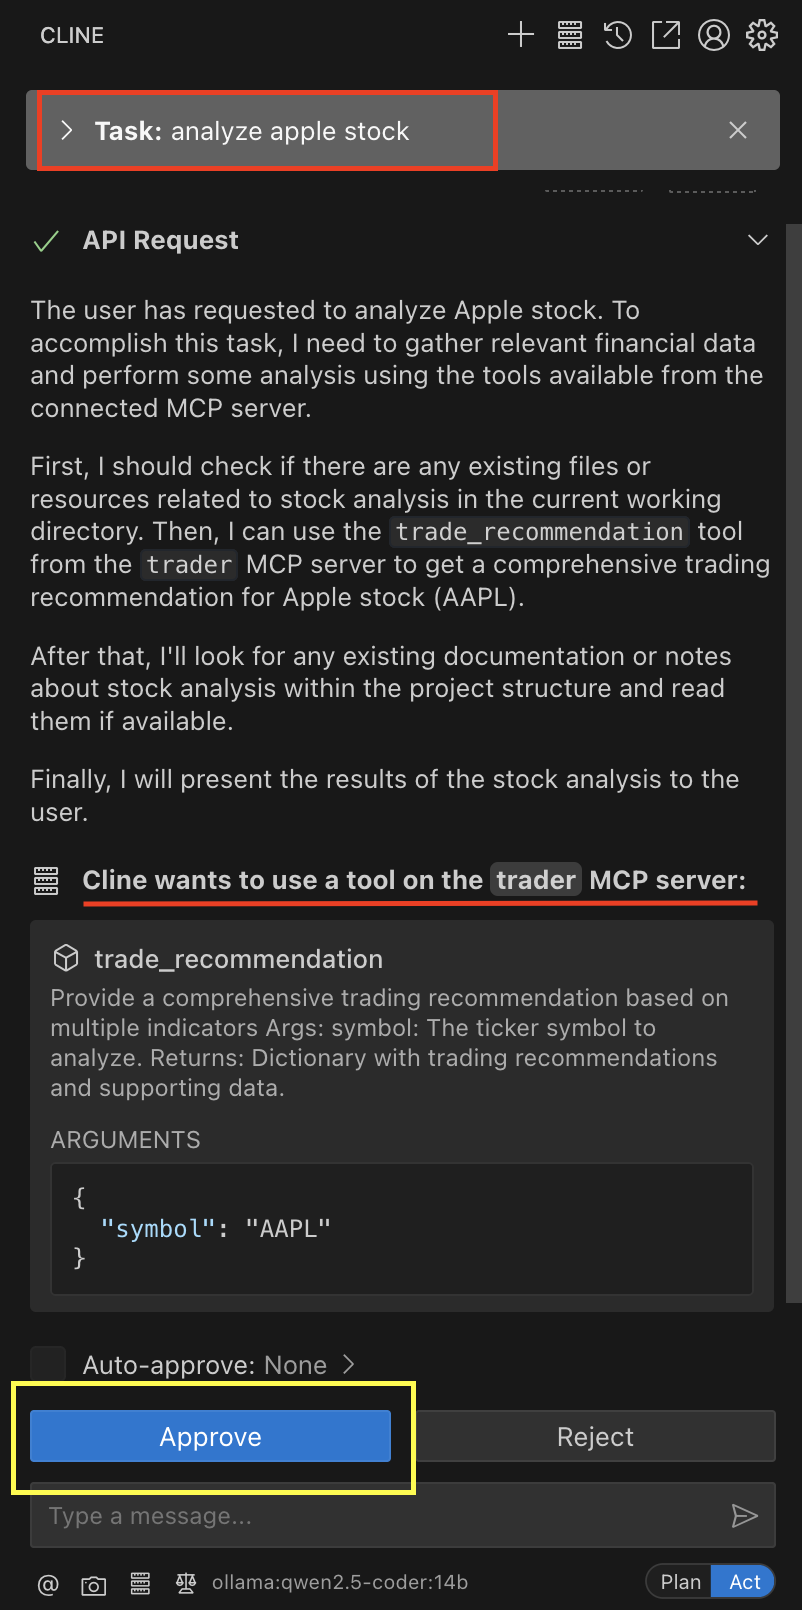 CLINE
Task: analyze apple stock
API Request
The user has requested to analyze Apple stock. To
accomplish this task, I need to gather relevant financial data
and perform some analysis using the tools available from the
connected MCP server.
First, I should check if there are any existing files or
resources related to stock analysis in the current working
directory. Then, I can use the trade_recommendation tool
from the trader MCP server to get a comprehensive trading
recommendation for Apple stock (AAPL).
After that, I'll look for any existing documentation or notes
about stock analysis within the project structure and read
them if available.
Finally, I will present the results of the stock analysis to the
user.
Cline wants to use a tool on the trader MCP server:
trade_recommendation
Provide a comprehensive trading recommendation based on
multiple indicators Args: symbol: The ticker symbol to
analyze. Returns: Dictionary with trading recommendations
and supporting data.
ARGUMENTS
{
"symbol": "AAPL"
}
Auto-approve: None
Approve Reject
Type a message...
@ ollama:qwen2.5-coder:14b Plan Act